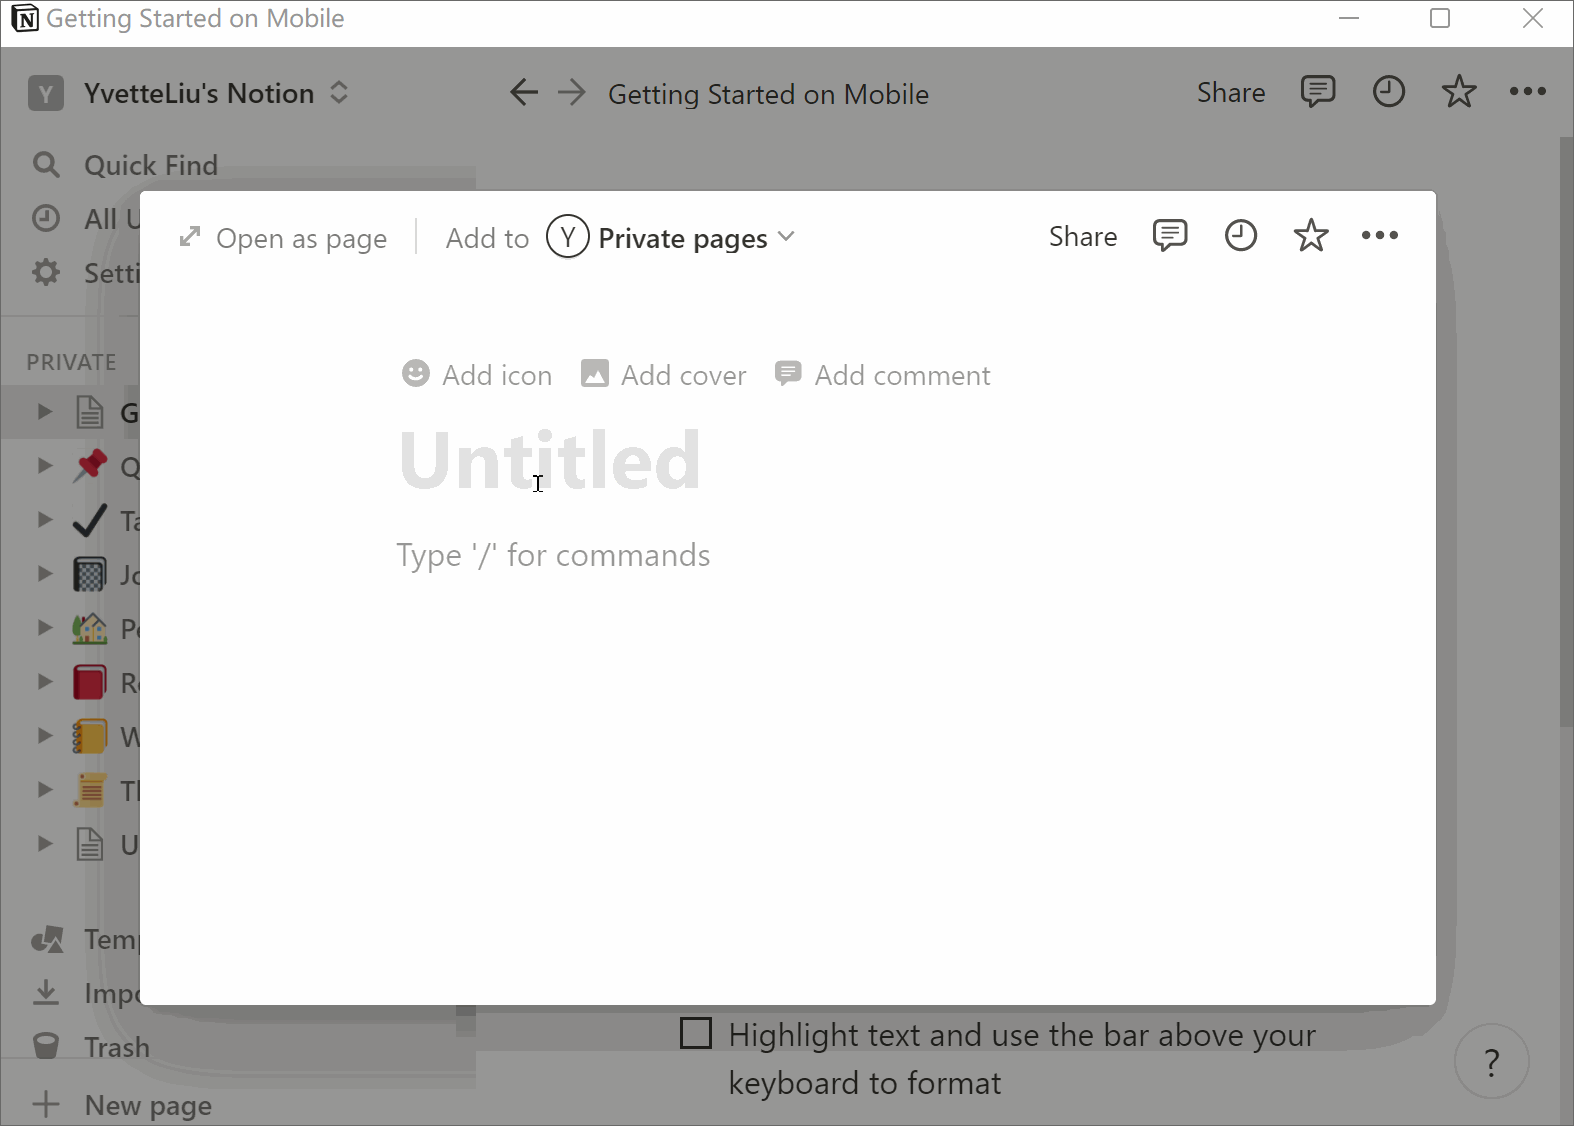 Getting Started on Mobile
Y YvetteLiu's Notion
Getting Started on Mobile
Share
Quick Find
All U
Setti
PRIVATE
G
Q
Ta
Jo
Pe
Re
W
Th
U
Temp
Impo
Trash
New page
Open as page
Add to Y Private pages
Share
Add icon
Add cover
Add comment
Untitled
Type '/' for commands
Highlight text and use the bar above your
keyboard to format
?